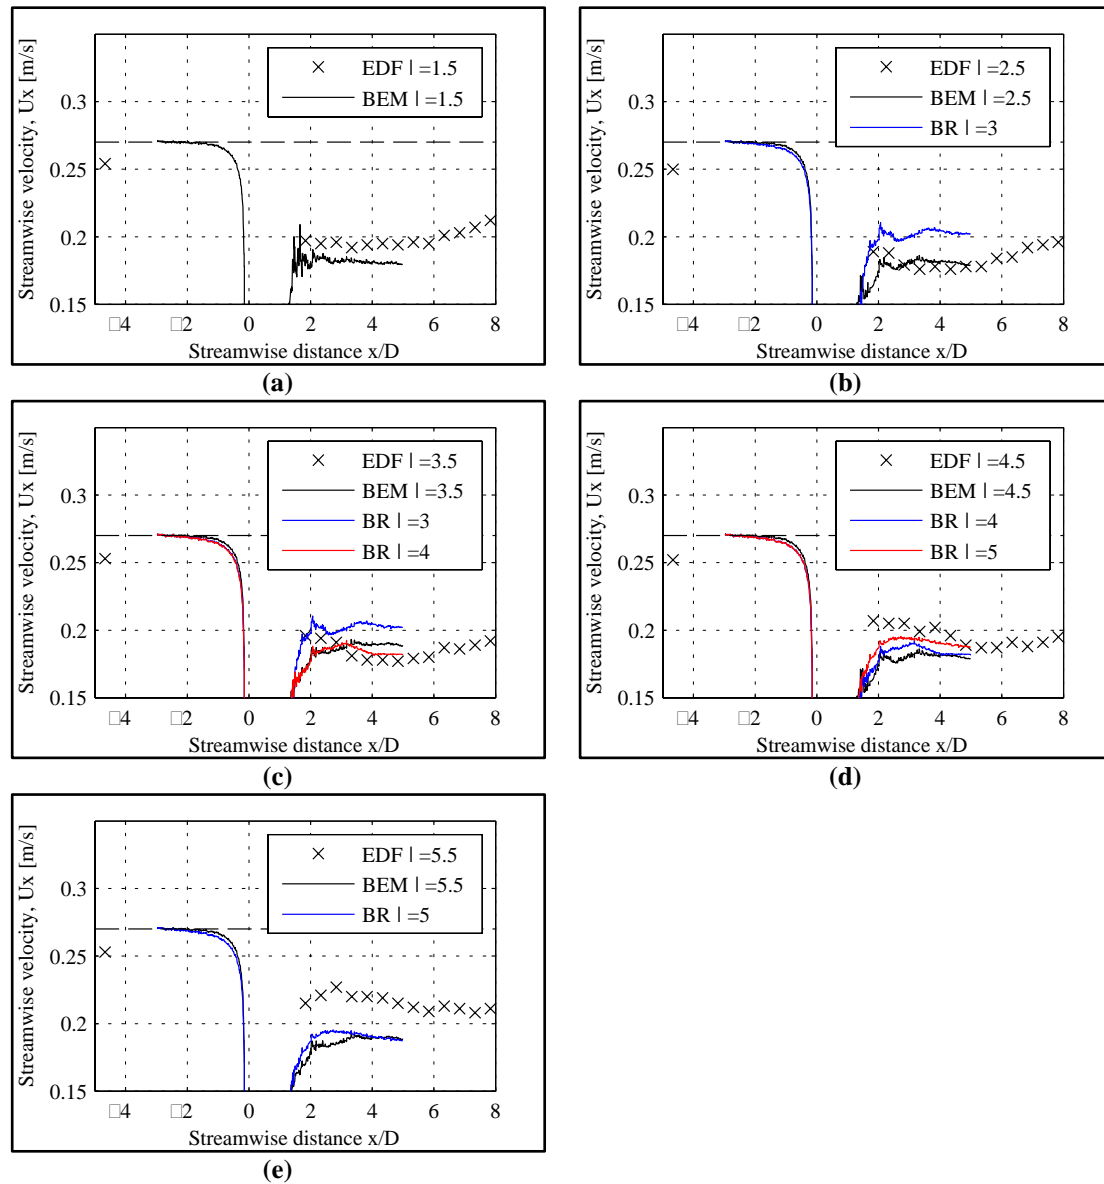 Streamwise velocity, Ux [m/s]
0.3
0.25
0.2
0.15
EDF l =1.5
BEM l =1.5
□4 □2 0 2 4 6 8
Streamwise distance x/D
(a)
Streamwise velocity, Ux [m/s]
0.3
0.25
0.2
0.15
EDF l =2.5
BEM l =2.5
BR l =3
□4 □2 0 2 4 6 8
Streamwise distance x/D
(b)
Streamwise velocity, Ux [m/s]
0.3
0.25
0.2
0.15
EDF l =3.5
BEM l =3.5
BR l =3
BR l =4
□4 □2 0 2 4 6 8
Streamwise distance x/D
(c)
Streamwise velocity, Ux [m/s]
0.3
0.25
0.2
0.15
EDF l =4.5
BEM l =4.5
BR l =4
BR l =5
□4 □2 0 2 4 6 8
Streamwise distance x/D
(d)
Streamwise velocity, Ux [m/s]
0.3
0.25
0.2
0.15
EDF l =5.5
BEM l =5.5
BR l =5
□4 □2 0 2 4 6 8
Streamwise distance x/D
(e)